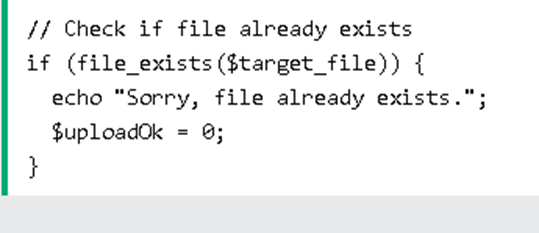 // Check if file already exists
if (file_exists($target_file)) {
  echo "Sorry, file already exists.";
  $uploadOk = 0;
}